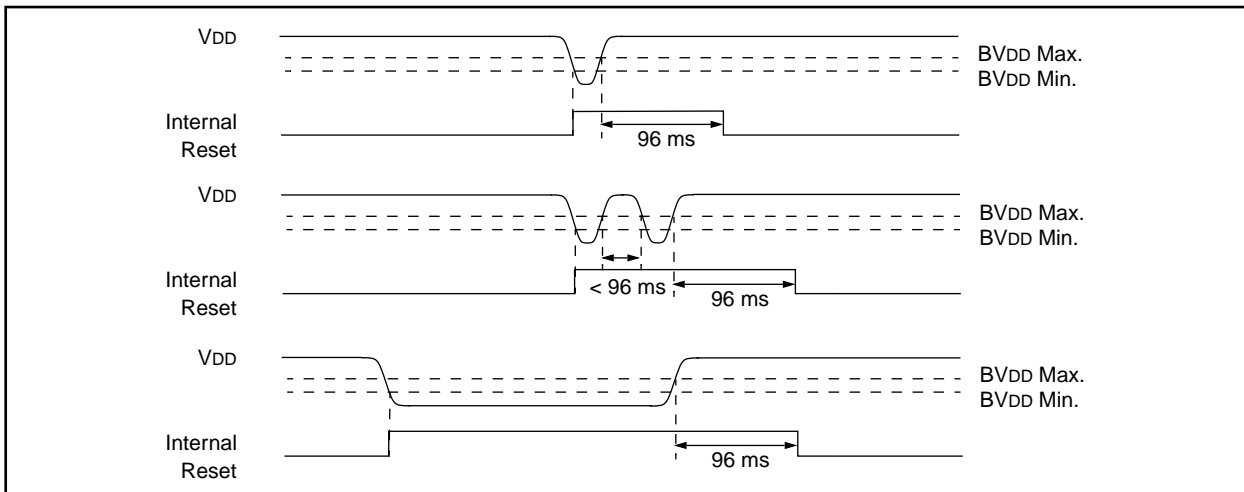 VDD
BVDD Max.
BVDD Min.
Internal
Reset
96 ms
VDD
BVDD Max.
BVDD Min.
Internal
Reset
< 96 ms
96 ms
VDD
BVDD Max.
BVDD Min.
Internal
Reset
96 ms